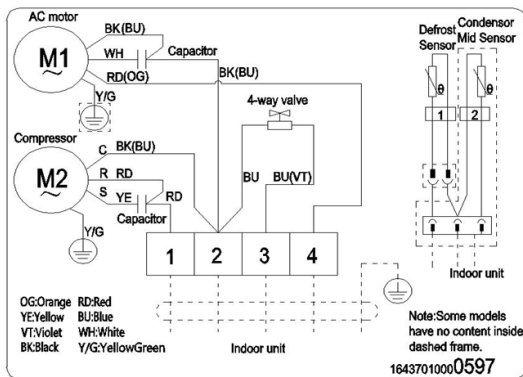 AC motor
M1
~
BK(BU)
WH
Capacitor
RD(OG)
BK(BU)
Y/G
4-way valve
BU
BU(VT)
Compressor
M2
~
C BK(BU)
R RD
S YE
RD
Capacitor
Y/G
1 2 3 4
Defrost
Sensor
Condensor
Mid Sensor
θ θ
1 2
Indoor unit
OG:Orange RD:Red
YE:Yellow BU:Blue
VT:Violet WH:White
BK:Black Y/G:YellowGreen
Indoor unit
Note:Some models
have no content inside
dashed frame.
16437010000597